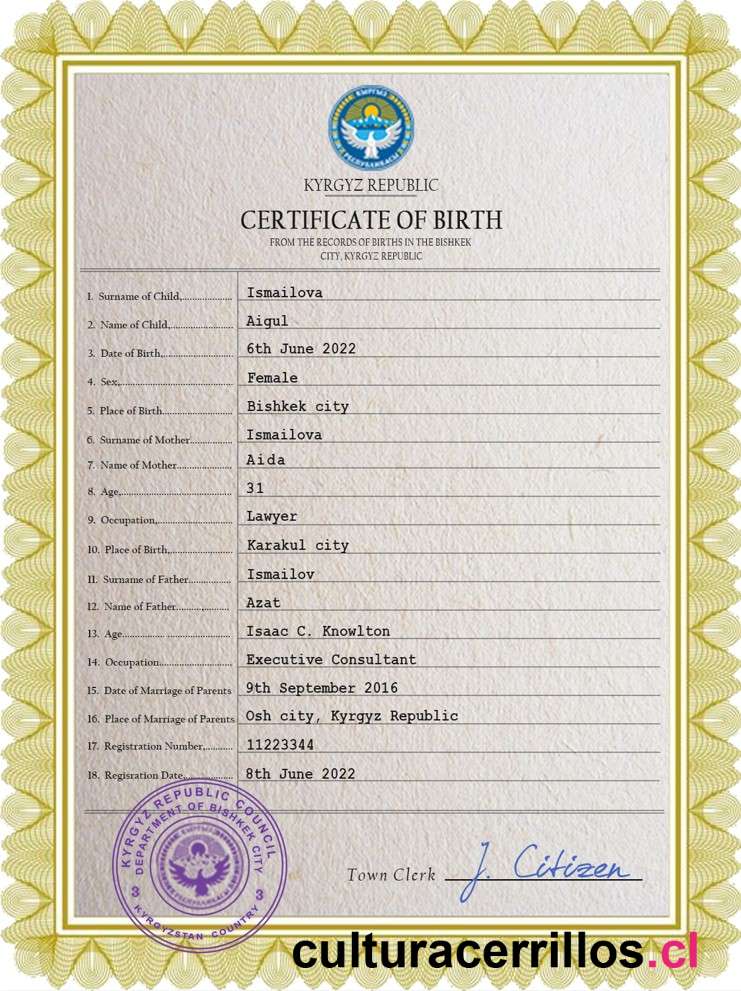 КЫРГЫЗ
РЕСПУБЛИКАСЫ
KYRGYZ REPUBLIC
CERTIFICATE OF BIRTH
FROM THE RECORDS OF BIRTHS IN THE BISHKEK
CITY, KYRGYZ REPUBLIC
1. Surname of Child,.................... Ismailova
2. Name of Child,....................... Aigul
3. Date of Birth,......................... 6th June 2022
4. Sex,........................................ Female
5. Place of Birth......................... Bishkek city
6. Surname of Mother............... Ismailova
7. Name of Mother................... Aida
8. Age,....................................... 31
9. Occupation,........................... Lawyer
10. Place of Birth,...................... Karakul city
11. Surname of Father............... Ismailov
12. Name of Father................... Azat
13. Age...................................... Isaac C. Knowlton
14. Occupation.......................... Executive Consultant
15. Date of Marriage of Parents 9th September 2016
16. Place of Marriage of Parents Osh city, Kyrgyz Republic
17. Registration Number,.......... 11223344
18. Regisration Date.................. 8th June 2022
KYRGYZ REPUBLIC COUNCIL
DEPARTMENT OF BISHKEK CITY
3 3
KYRGYZSTAN COUNTRY
Town Clerk J. Citizen
culturacerrillos.cl